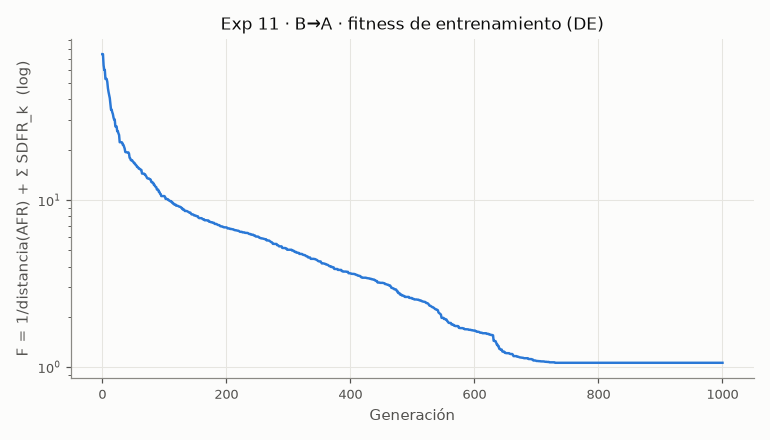 Exp 11 · B→A · fitness de entrenamiento (DE)
F = 1/distancia(AFR) + Σ SDFR_k (log)
10¹
10⁰
0 200 400 600 800 1000
Generación